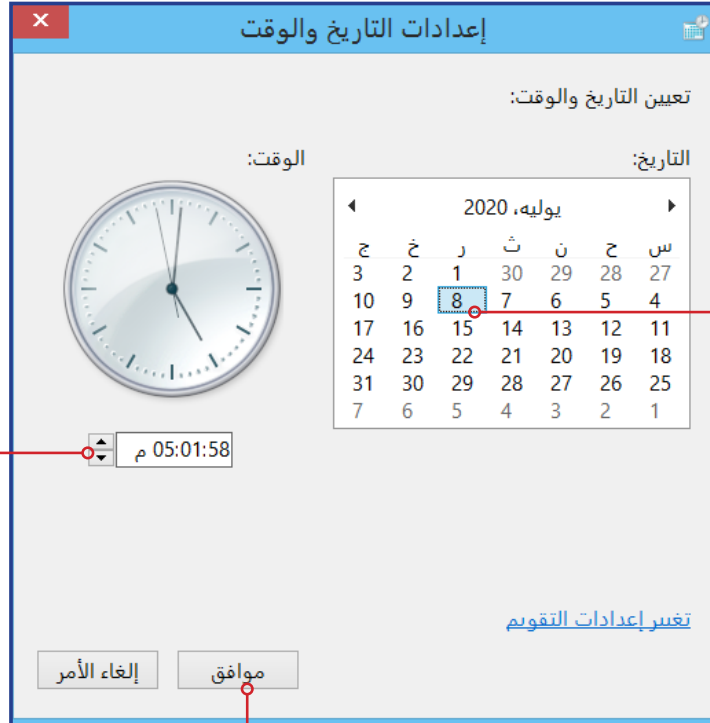 إعدادات التاريخ والوقت
تعيين التاريخ والوقت:
التاريخ:
يوليه، 2020
س ح ن ث ر خ ج
27 28 29 30 1 2 3
4 5 6 7 8 9 10
11 12 13 14 15 16 17
18 19 20 21 22 23 24
25 26 27 28 29 30 31
1 2 3 4 5 6 7
الوقت:
05:01:58 م
تغيير إعدادات التقويم
موافق
إلغاء الأمر